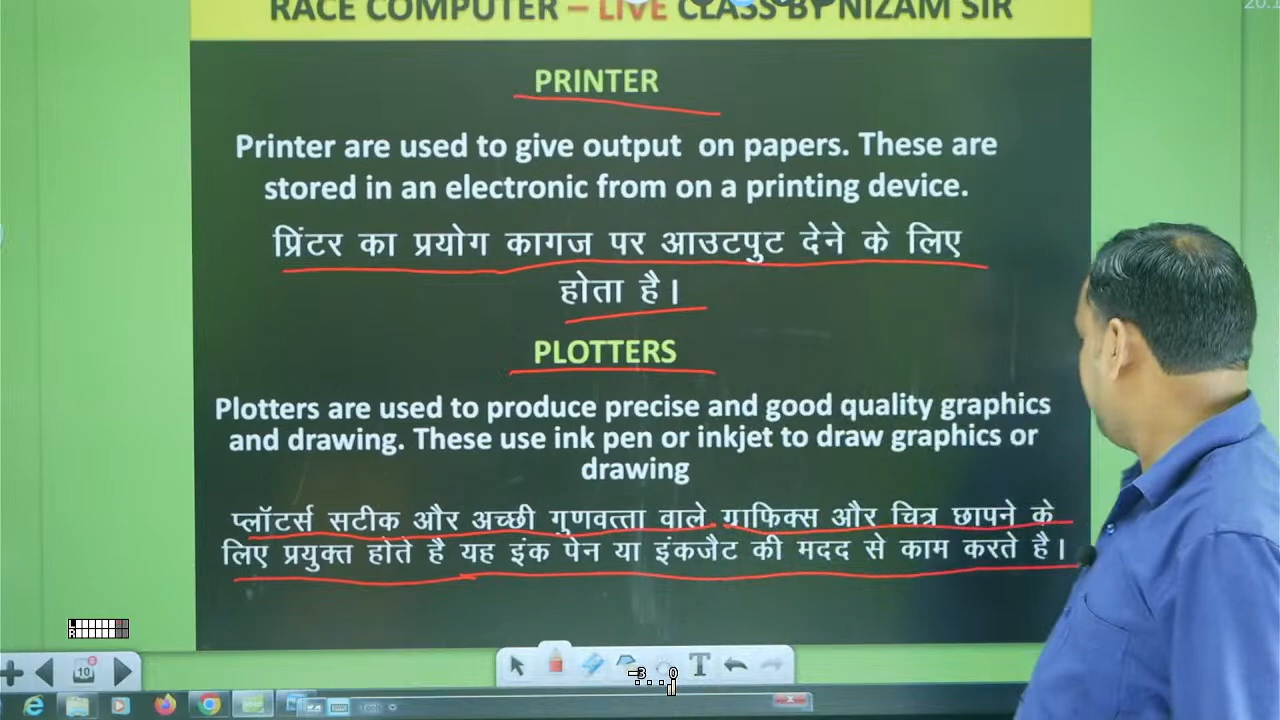 RACE COMPUTER – LIVE CLASS BY NIZAM SIR
PRINTER
Printer are used to give output on papers. These are
stored in an electronic from on a printing device.
प्रिंटर का प्रयोग कागज पर आउटपुट देने के लिए
होता है।
PLOTTERS
Plotters are used to produce precise and good quality graphics
and drawing. These use ink pen or inkjet to draw graphics or
drawing
प्लॉटर्स सटीक और अच्छी गुणवत्ता वाले ग्राफिक्स और चित्र छापने के
लिए प्रयुक्त होते है यह इंक पेन या इंकजैट की मदद से काम करते है।
10
T